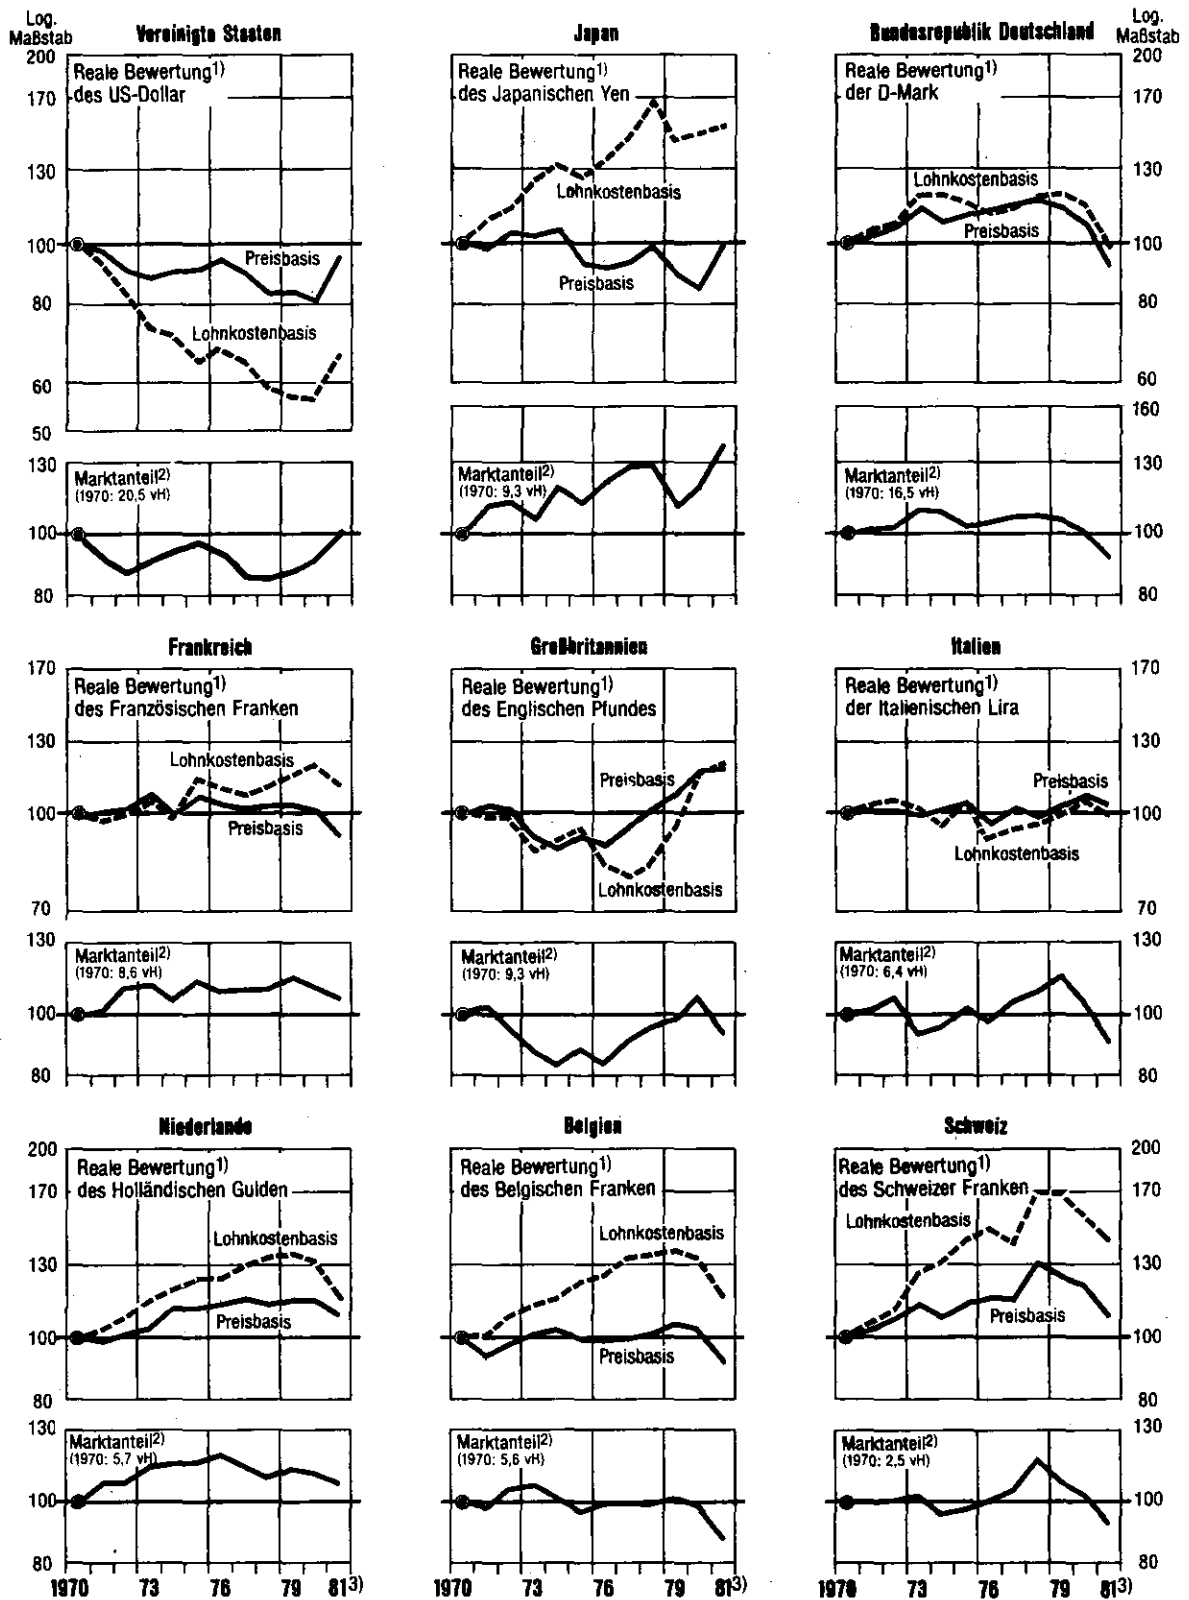 Log.
Maßstab
Vereinigte Staaten
Japan
Bundesrepublik Deutschland
Log.
Maßstab
200
170
130
100
80
60
50
Reale Bewertung1)
des US-Dollar
Preisbasis
Lohnkostenbasis
Reale Bewertung1)
des Japanischen Yen
Lohnkostenbasis
Preisbasis
Reale Bewertung1)
der D-Mark
Lohnkostenbasis
Preisbasis
200
170
130
100
80
60
130
100
80
Marktanteil2)
(1970: 20,5 vH)
Marktanteil2)
(1970: 9,3 vH)
Marktanteil2)
(1970: 16,5 vH)
160
130
100
80
Frankreich
Großbritannien
Italien
170
130
100
70
Reale Bewertung1)
des Französischen Franken
Lohnkostenbasis
Preisbasis
Reale Bewertung1)
des Englischen Pfundes
Preisbasis
Lohnkostenbasis
Reale Bewertung1)
der Italienischen Lira
Preisbasis
Lohnkostenbasis
170
130
100
70
130
100
80
Marktanteil2)
(1970: 8,6 vH)
Marktanteil2)
(1970: 9,3 vH)
Marktanteil2)
(1970: 6,4 vH)
130
100
80
Niederlande
Belgien
Schweiz
200
170
130
100
80
Reale Bewertung1)
des Holländischen Gulden
Lohnkostenbasis
Preisbasis
Reale Bewertung1)
des Belgischen Franken
Lohnkostenbasis
Preisbasis
Reale Bewertung1)
des Schweizer Franken
Lohnkostenbasis
Preisbasis
200
170
130
100
80
130
100
80
Marktanteil2)
(1970: 5,7 vH)
Marktanteil2)
(1970: 5,6 vH)
Marktanteil2)
(1970: 2,5 vH)
130
100
80
1970 73 76 79 813)
1970 73 76 79 813)
1970 73 76 79 813)